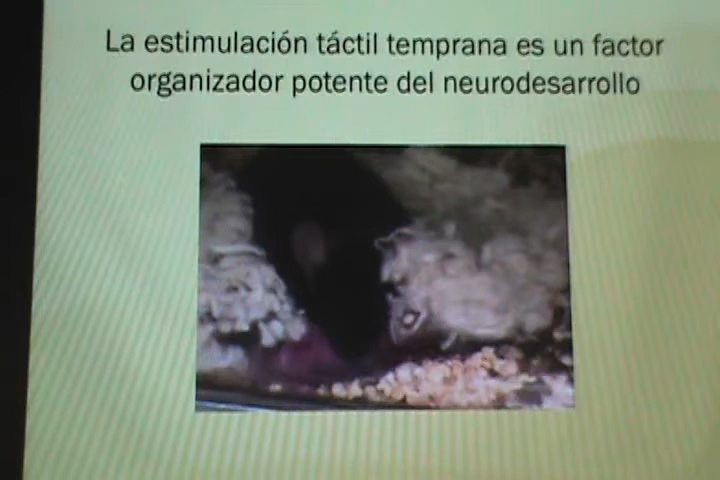 La estimulación táctil temprana es un factor
organizador potente del neurodesarrollo